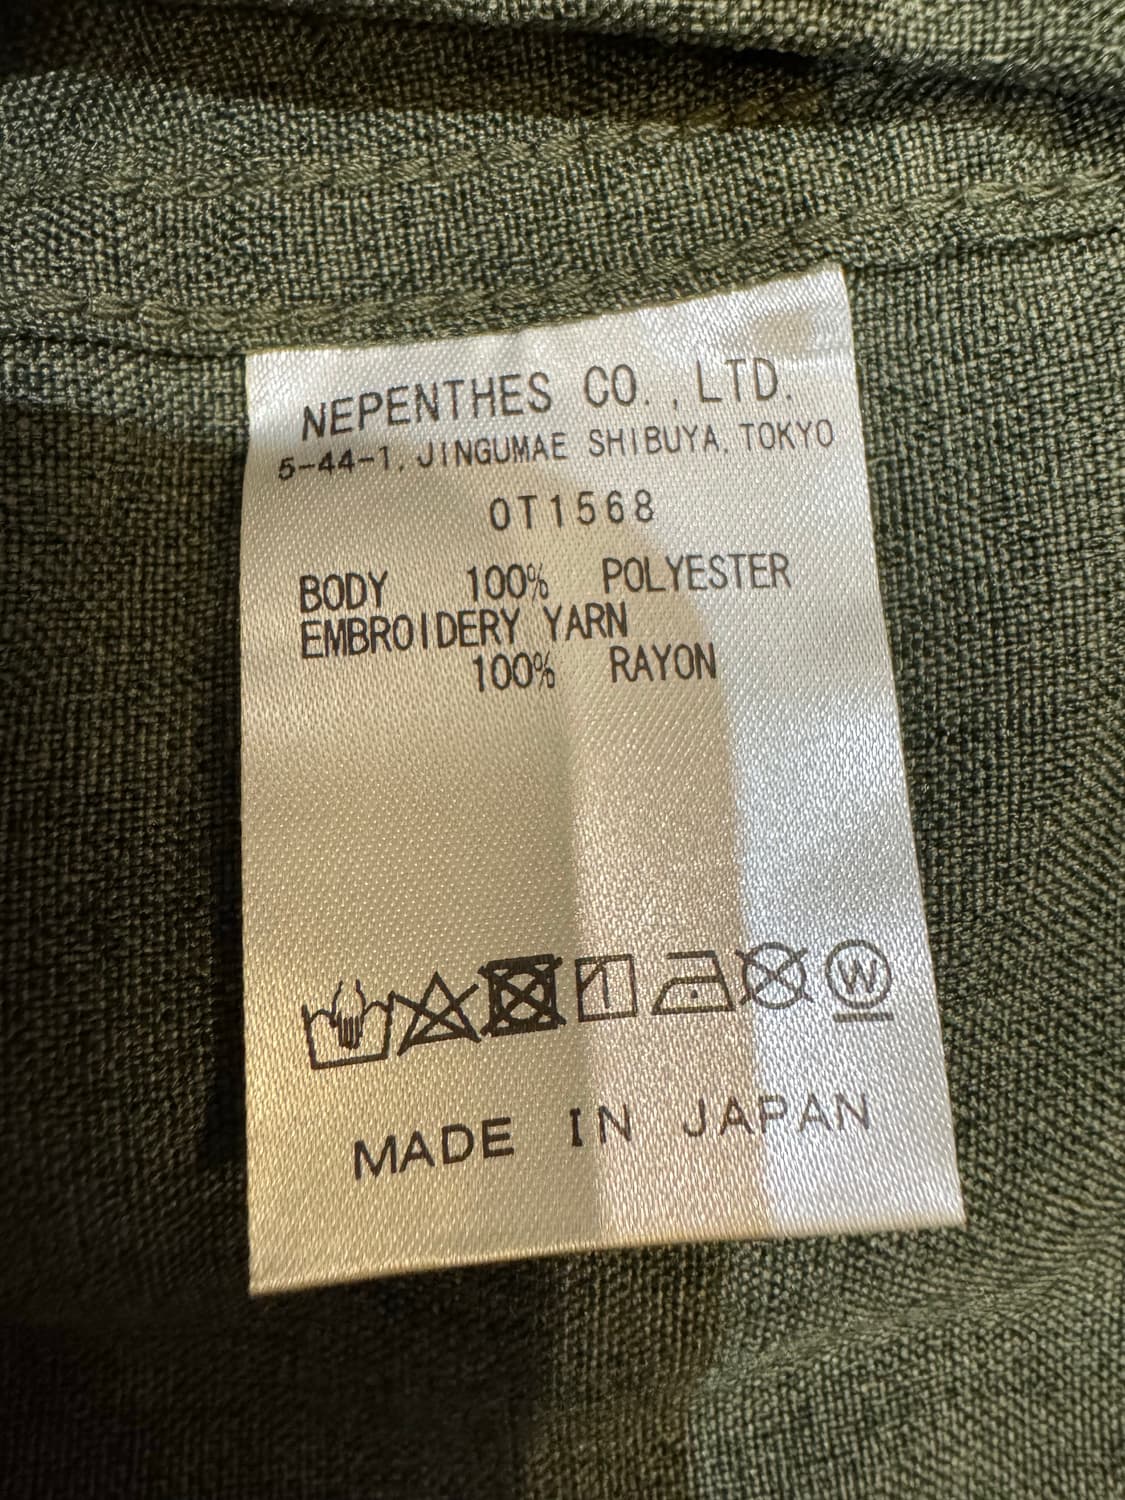 NEPENTHES CO.,LTD.
5-44-1, JINGUMAE SHIBUYA, TOKYO
OT1568
BODY 100% POLYESTER
EMBROIDERY YARN
100% RAYON
W
MADE IN JAPAN